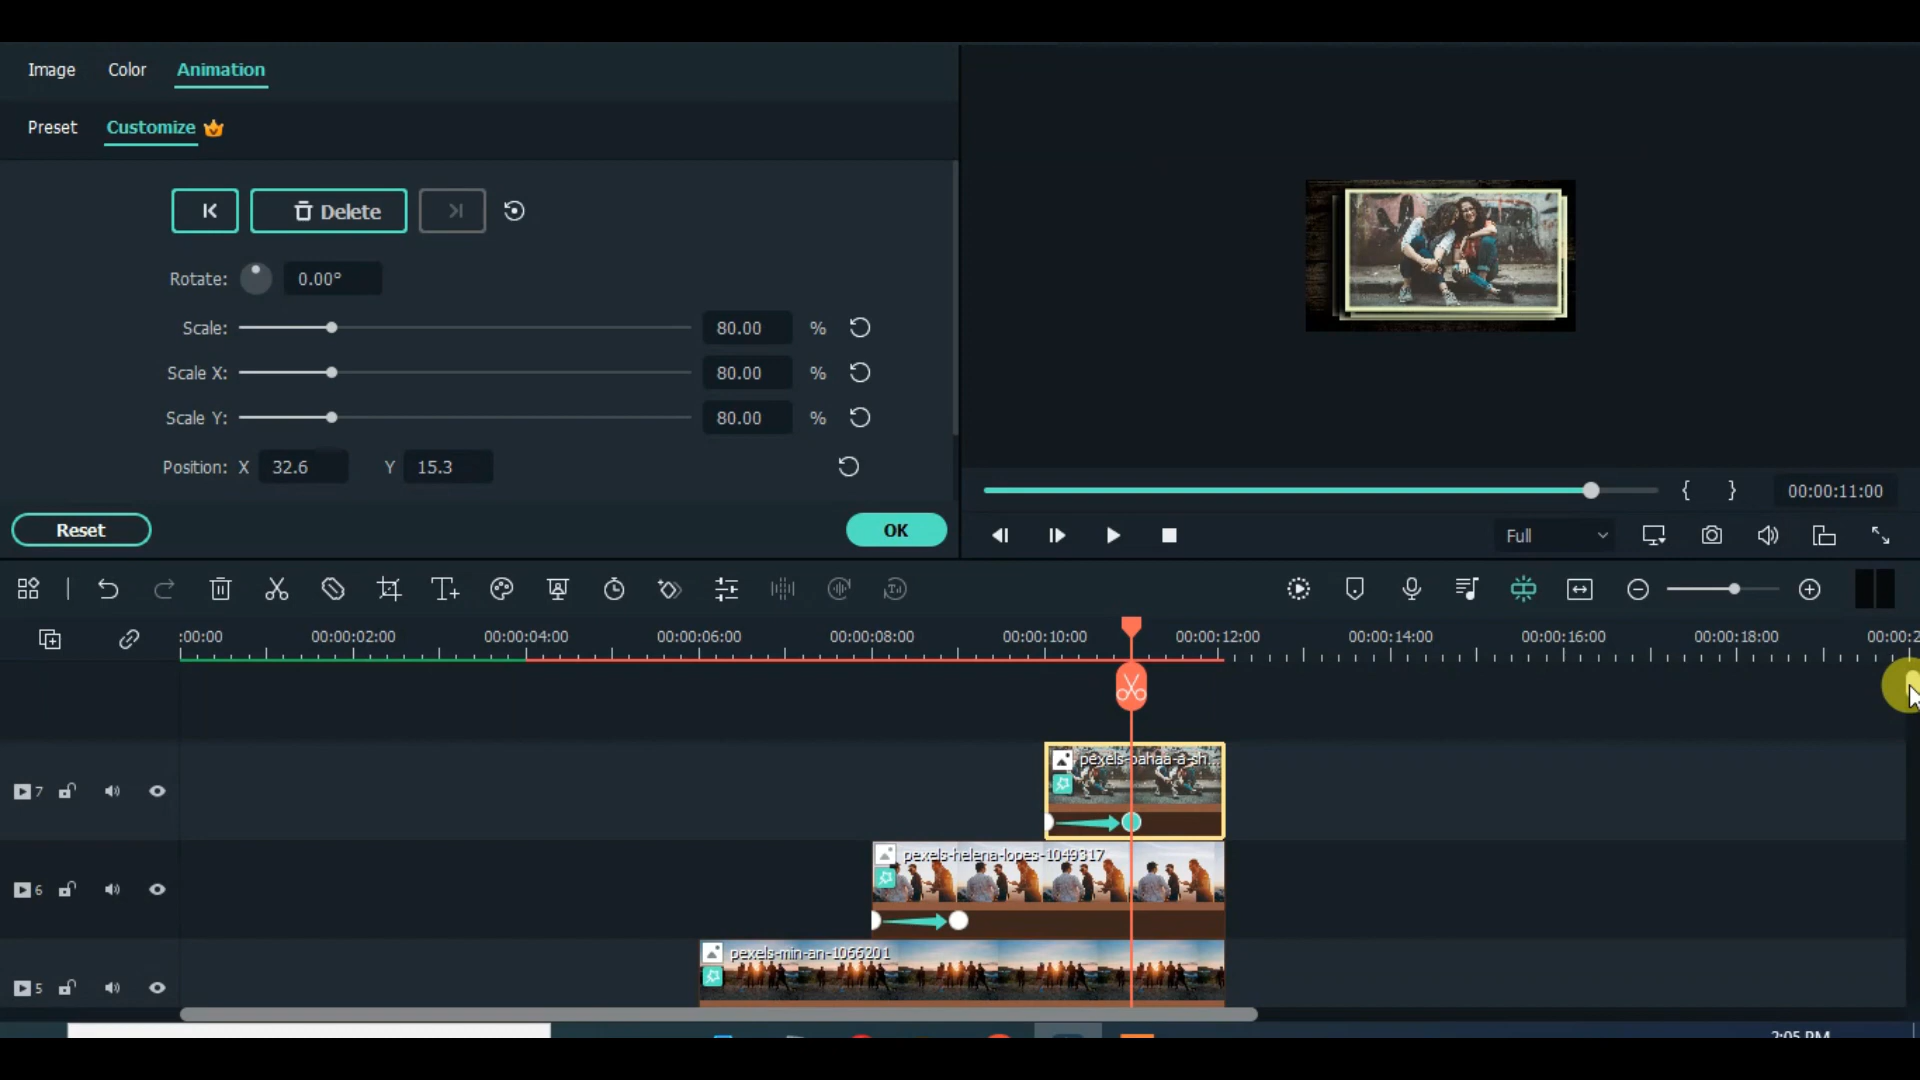 Image Color Animation
Preset Customize
Delete
Rotate: 0.00°
Scale: 80.00 %
Scale X: 80.00 %
Scale Y: 80.00 %
Position: X 32.6 Y 15.3
Reset OK
00:00:11:00
Full
:00:00 00:00:02:00 00:00:04:00 00:00:06:00 00:00:08:00 00:00:10:00 00:00:12:00 00:00:14:00 00:00:16:00 00:00:18:00 00:00:2
pexels-bahaa-a-sh...
7
pexels-helena-lopes-1049317
6
pexels-min-an-1066201
5
2:05 PM